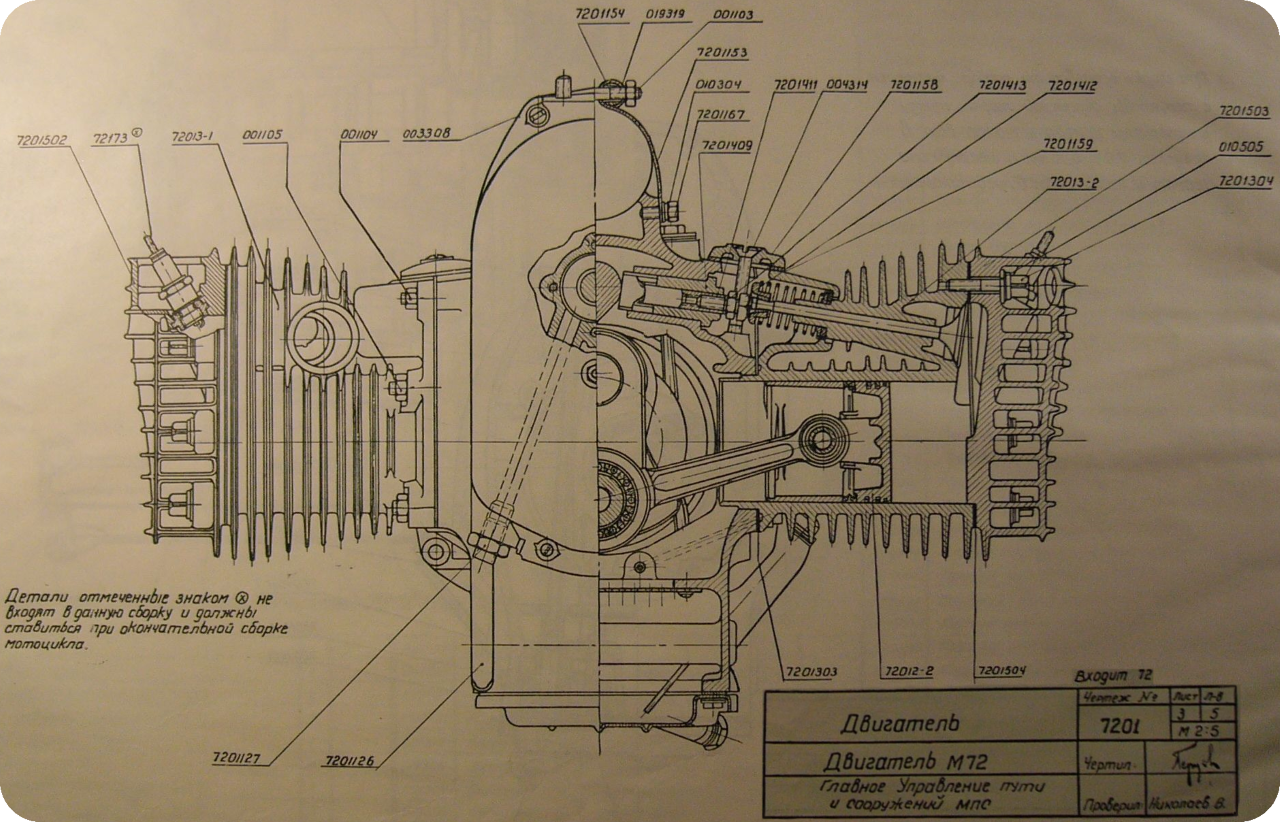 7201154 019319 001103
7201153
010304 7201411 004314 7201158 7201413 7201412
7201167
7201409
7201159
7201503
010505
72013-2 7201304
7201502 72173 ⓧ 72013-1 001105 001104 003308
Детали отмеченные знаком ⓧ не
входят в данную сборку и должны
ставиться при окончательной сборке
мотоцикла.
7201303 72012-2 7201504
7201127 7201126
Входит 72
Двигатель
Чертеж № Лист Л-в
7201 3 5
М 2:5
Двигатель М72
Чертил
Главное Управление пути
и сооружений МПС
Проверил Николаев В.